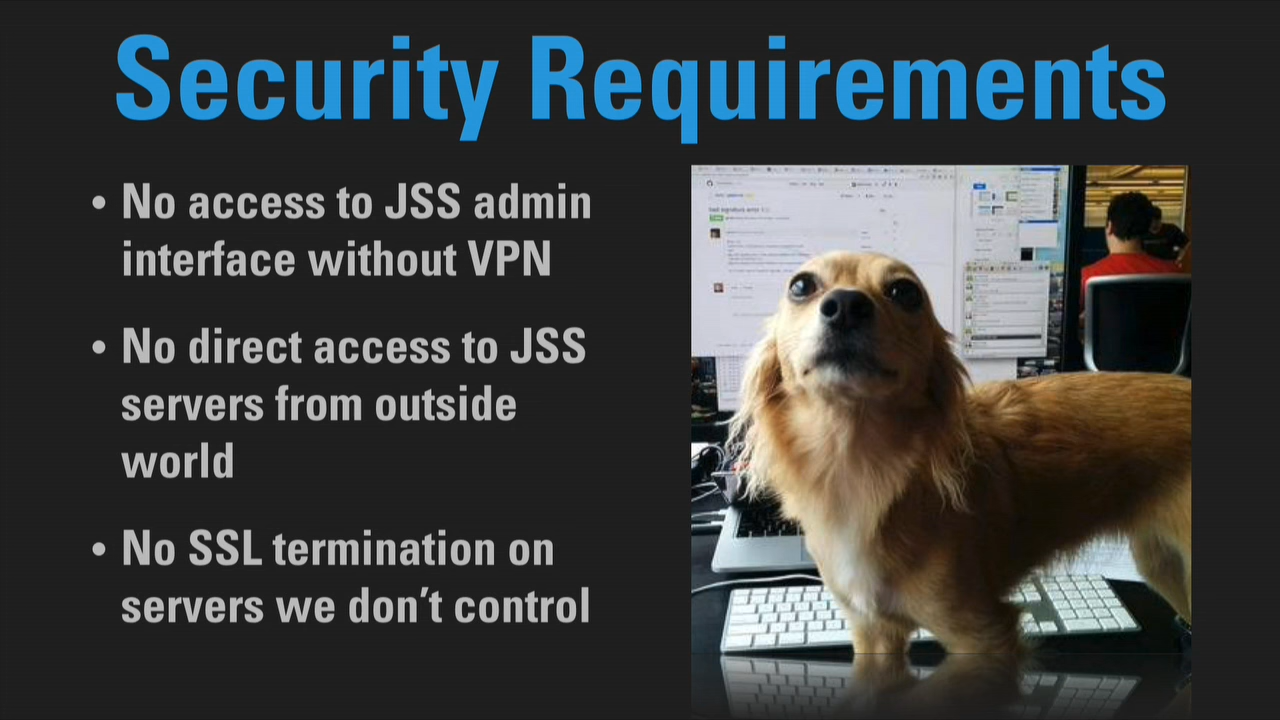 Security Requirements
• No access to JSS admin
interface without VPN
• No direct access to JSS
servers from outside
world
• No SSL termination on
servers we don't control